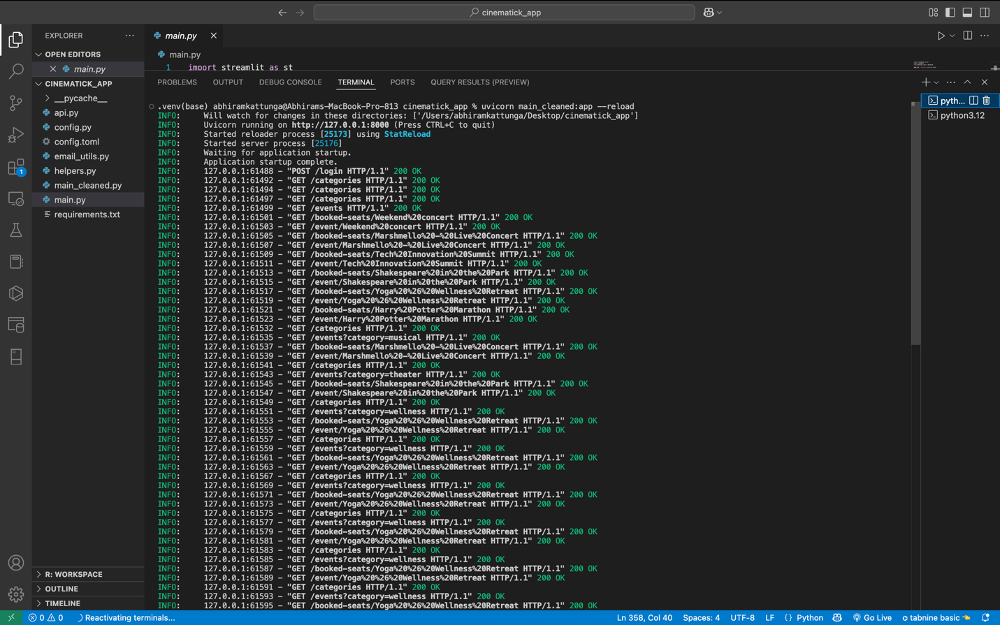 cinematick_app
EXPLORER
OPEN EDITORS
main.py
CINEMATICK_APP
__pycache__
api.py
config.py
config.toml
email_utils.py
helpers.py
main_cleaned.py
main.py
requirements.txt
R: WORKSPACE
OUTLINE
TIMELINE
main.py
main.py
1 import streamlit as st
PROBLEMS OUTPUT DEBUG CONSOLE TERMINAL PORTS QUERY RESULTS (PREVIEW)
pyth...
python3.12
.venv(base) abhiramkattunga@Abhirams-MacBook-Pro-813 cinematick_app % uvicorn main_cleaned:app --reload
INFO: Will watch for changes in these directories: ['/Users/abhiramkattunga/Desktop/cinematick_app']
INFO: Uvicorn running on http://127.0.0.1:8000 (Press CTRL+C to quit)
INFO: Started reloader process [25173] using StatReload
INFO: Started server process [25176]
INFO: Waiting for application startup.
INFO: Application startup complete.
INFO: 127.0.0.1:61488 - "POST /login HTTP/1.1" 200 OK
INFO: 127.0.0.1:61492 - "GET /categories HTTP/1.1" 200 OK
INFO: 127.0.0.1:61494 - "GET /categories HTTP/1.1" 200 OK
INFO: 127.0.0.1:61497 - "GET /categories HTTP/1.1" 200 OK
INFO: 127.0.0.1:61499 - "GET /events HTTP/1.1" 200 OK
INFO: 127.0.0.1:61501 - "GET /booked-seats/Weekend%20concert HTTP/1.1" 200 OK
INFO: 127.0.0.1:61503 - "GET /event/Weekend%20concert HTTP/1.1" 200 OK
INFO: 127.0.0.1:61505 - "GET /booked-seats/Marshmello%20-%20Live%20Concert HTTP/1.1" 200 OK
INFO: 127.0.0.1:61507 - "GET /event/Marshmello%20-%20Live%20Concert HTTP/1.1" 200 OK
INFO: 127.0.0.1:61509 - "GET /booked-seats/Tech%20Innovation%20Summit HTTP/1.1" 200 OK
INFO: 127.0.0.1:61511 - "GET /event/Tech%20Innovation%20Summit HTTP/1.1" 200 OK
INFO: 127.0.0.1:61513 - "GET /booked-seats/Shakespeare%20in%20the%20Park HTTP/1.1" 200 OK
INFO: 127.0.0.1:61515 - "GET /event/Shakespeare%20in%20the%20Park HTTP/1.1" 200 OK
INFO: 127.0.0.1:61517 - "GET /booked-seats/Yoga%20%26%20Wellness%20Retreat HTTP/1.1" 200 OK
INFO: 127.0.0.1:61519 - "GET /event/Yoga%20%26%20Wellness%20Retreat HTTP/1.1" 200 OK
INFO: 127.0.0.1:61521 - "GET /booked-seats/Harry%20Potter%20Marathon HTTP/1.1" 200 OK
INFO: 127.0.0.1:61523 - "GET /event/Harry%20Potter%20Marathon HTTP/1.1" 200 OK
INFO: 127.0.0.1:61532 - "GET /categories HTTP/1.1" 200 OK
INFO: 127.0.0.1:61535 - "GET /events?category=musical HTTP/1.1" 200 OK
INFO: 127.0.0.1:61537 - "GET /booked-seats/Marshmello%20-%20Live%20Concert HTTP/1.1" 200 OK
INFO: 127.0.0.1:61539 - "GET /event/Marshmello%20-%20Live%20Concert HTTP/1.1" 200 OK
INFO: 127.0.0.1:61541 - "GET /categories HTTP/1.1" 200 OK
INFO: 127.0.0.1:61543 - "GET /events?category=theater HTTP/1.1" 200 OK
INFO: 127.0.0.1:61545 - "GET /booked-seats/Shakespeare%20in%20the%20Park HTTP/1.1" 200 OK
INFO: 127.0.0.1:61547 - "GET /event/Shakespeare%20in%20the%20Park HTTP/1.1" 200 OK
INFO: 127.0.0.1:61549 - "GET /categories HTTP/1.1" 200 OK
INFO: 127.0.0.1:61551 - "GET /events?category=wellness HTTP/1.1" 200 OK
INFO: 127.0.0.1:61553 - "GET /booked-seats/Yoga%20%26%20Wellness%20Retreat HTTP/1.1" 200 OK
INFO: 127.0.0.1:61555 - "GET /event/Yoga%20%26%20Wellness%20Retreat HTTP/1.1" 200 OK
INFO: 127.0.0.1:61557 - "GET /categories HTTP/1.1" 200 OK
INFO: 127.0.0.1:61559 - "GET /events?category=wellness HTTP/1.1" 200 OK
INFO: 127.0.0.1:61561 - "GET /booked-seats/Yoga%20%26%20Wellness%20Retreat HTTP/1.1" 200 OK
INFO: 127.0.0.1:61563 - "GET /event/Yoga%20%26%20Wellness%20Retreat HTTP/1.1" 200 OK
INFO: 127.0.0.1:61567 - "GET /categories HTTP/1.1" 200 OK
INFO: 127.0.0.1:61569 - "GET /events?category=wellness HTTP/1.1" 200 OK
INFO: 127.0.0.1:61571 - "GET /booked-seats/Yoga%20%26%20Wellness%20Retreat HTTP/1.1" 200 OK
INFO: 127.0.0.1:61573 - "GET /event/Yoga%20%26%20Wellness%20Retreat HTTP/1.1" 200 OK
INFO: 127.0.0.1:61575 - "GET /categories HTTP/1.1" 200 OK
INFO: 127.0.0.1:61577 - "GET /events?category=wellness HTTP/1.1" 200 OK
INFO: 127.0.0.1:61579 - "GET /booked-seats/Yoga%20%26%20Wellness%20Retreat HTTP/1.1" 200 OK
INFO: 127.0.0.1:61581 - "GET /event/Yoga%20%26%20Wellness%20Retreat HTTP/1.1" 200 OK
INFO: 127.0.0.1:61583 - "GET /categories HTTP/1.1" 200 OK
INFO: 127.0.0.1:61585 - "GET /events?category=wellness HTTP/1.1" 200 OK
INFO: 127.0.0.1:61587 - "GET /booked-seats/Yoga%20%26%20Wellness%20Retreat HTTP/1.1" 200 OK
INFO: 127.0.0.1:61589 - "GET /event/Yoga%20%26%20Wellness%20Retreat HTTP/1.1" 200 OK
INFO: 127.0.0.1:61591 - "GET /categories HTTP/1.1" 200 OK
INFO: 127.0.0.1:61593 - "GET /events?category=wellness HTTP/1.1" 200 OK
INFO: 127.0.0.1:61595 - "GET /booked-seats/Yoga%20%26%20Wellness%20Retreat HTTP/1.1" 200 OK
1
0 0 Reactivating terminals... Ln 358, Col 40 Spaces: 4 UTF-8 LF {} Python Go Live tabnine basic